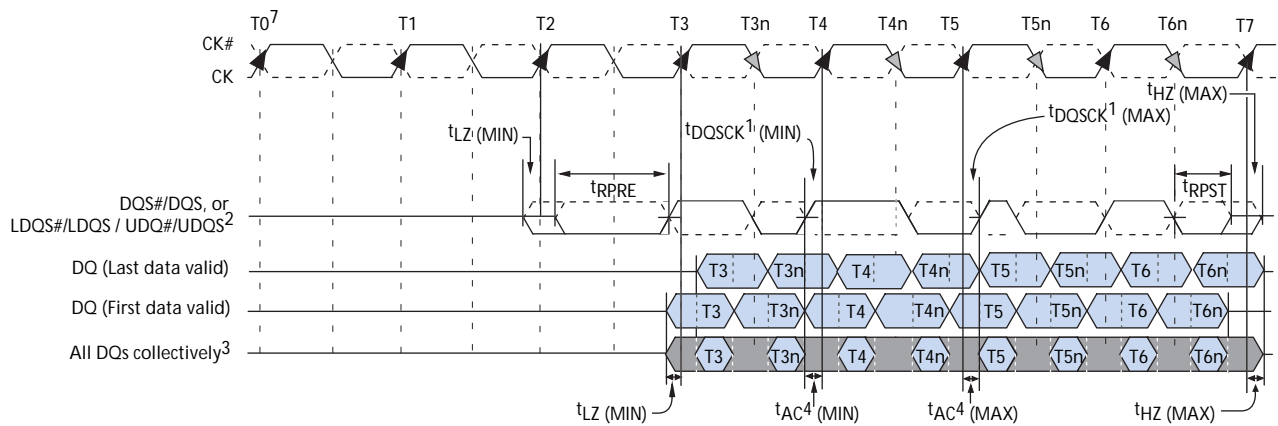 T0⁷ T1 T2 T3 T3n T4 T4n T5 T5n T6 T6n T7
CK#
CK
tHZ (MAX)
tLZ (MIN) tDQSCK¹ (MIN) tDQSCK¹ (MAX)
tRPRE tRPST
DQS#/DQS, or
LDQS#/LDQS / UDQ#/UDQS²
DQ (Last data valid) T3 T3n T4 T4n T5 T5n T6 T6n
DQ (First data valid) T3 T3n T4 T4n T5 T5n T6 T6n
All DQs collectively³ T3 T3n T4 T4n T5 T5n T6 T6n
tLZ (MIN) tAC⁴ (MIN) tAC⁴ (MAX) tHZ (MAX)